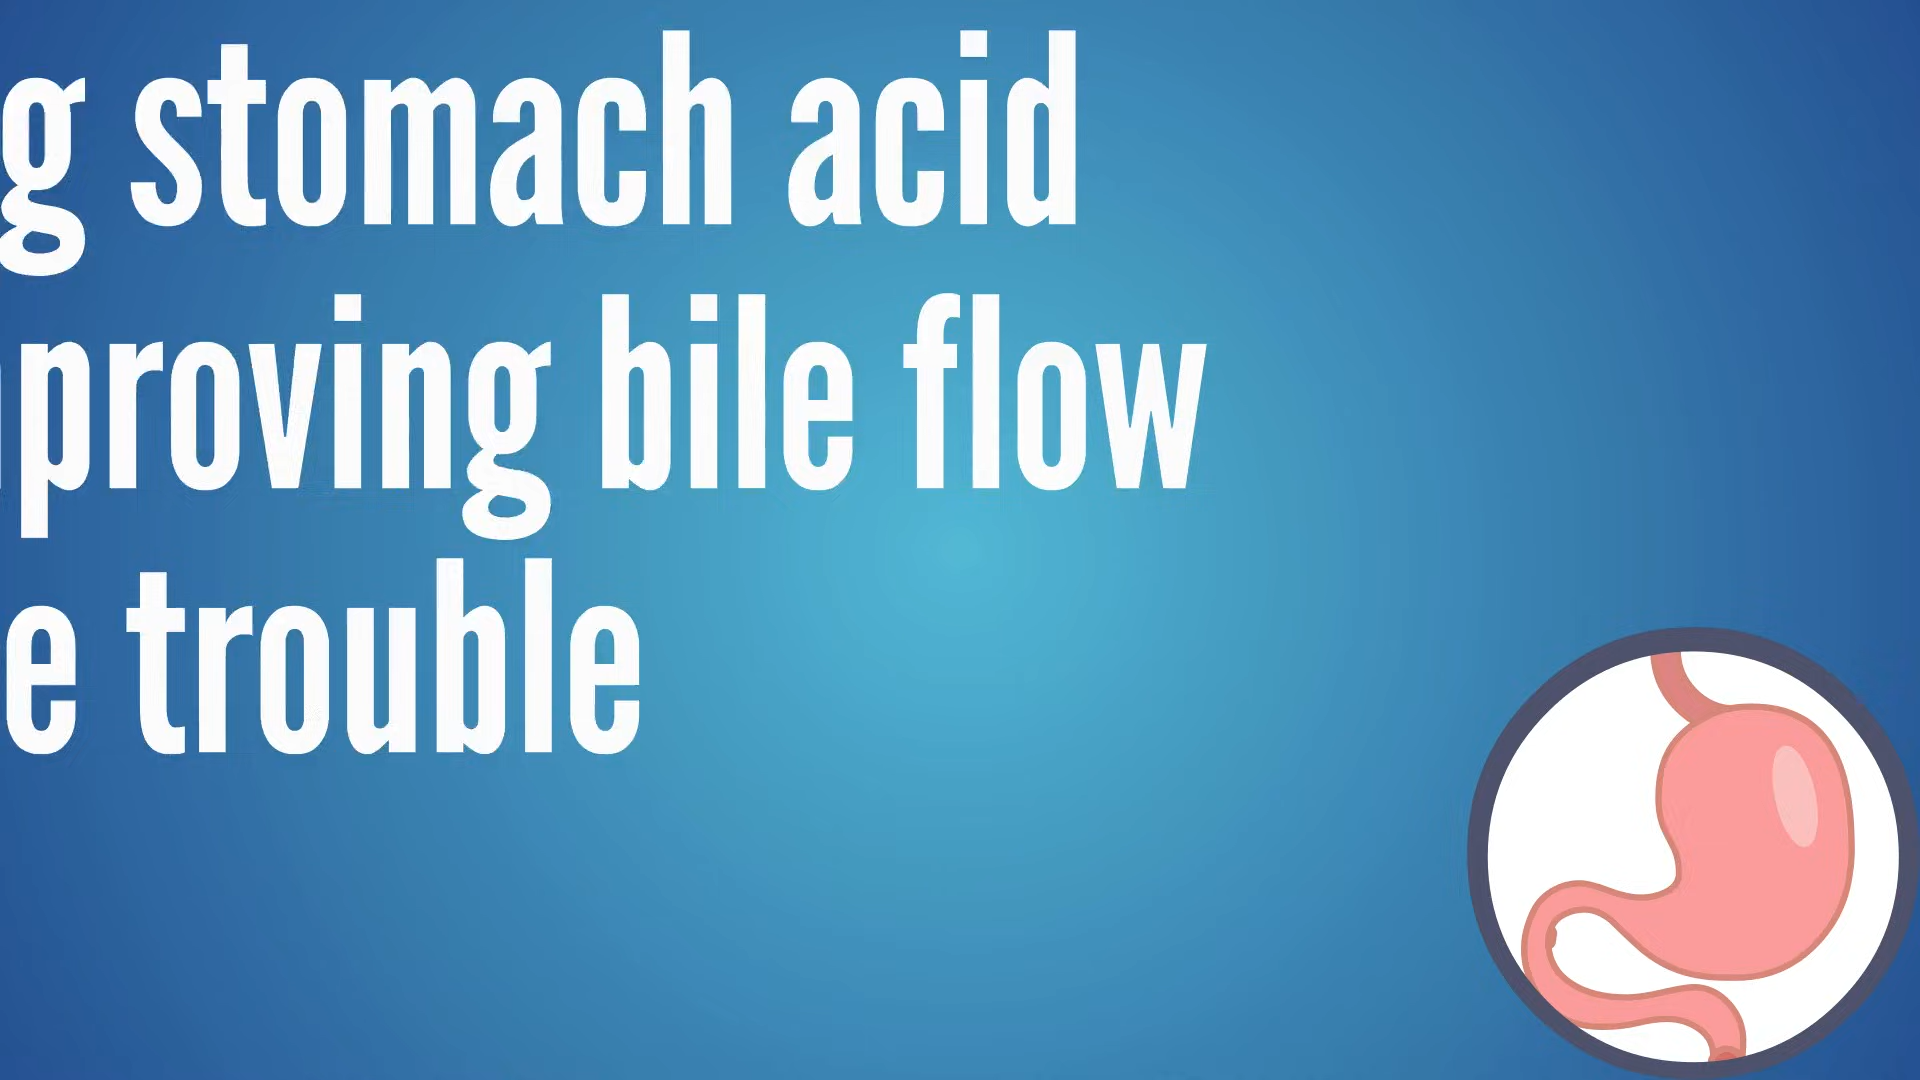 g stomach acid
proving bile flow
e trouble